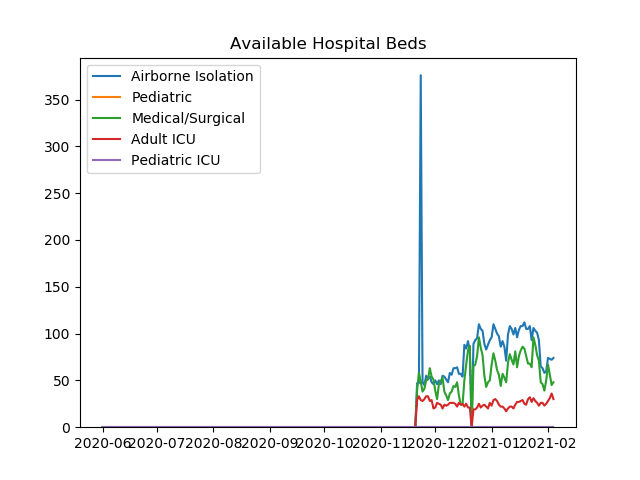 Available Hospital Beds
Airborne Isolation
Pediatric
Medical/Surgical
Adult ICU
Pediatric ICU
350
300
250
200
150
100
50
0
2020-06 2020-07 2020-08 2020-09 2020-10 2020-11 2020-12 2021-01 2021-02